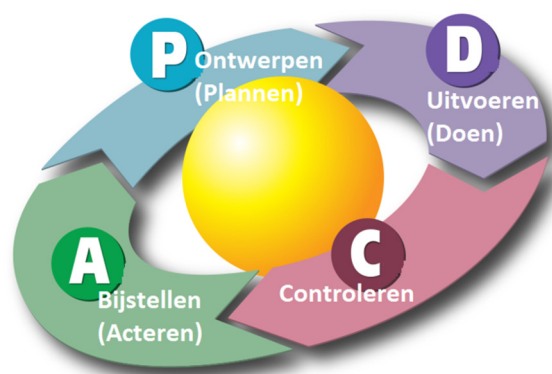 P
Ontwerpen
(Plannen)
D
Uitvoeren
(Doen)
C
Controleren
A
Bijstellen
(Acteren)